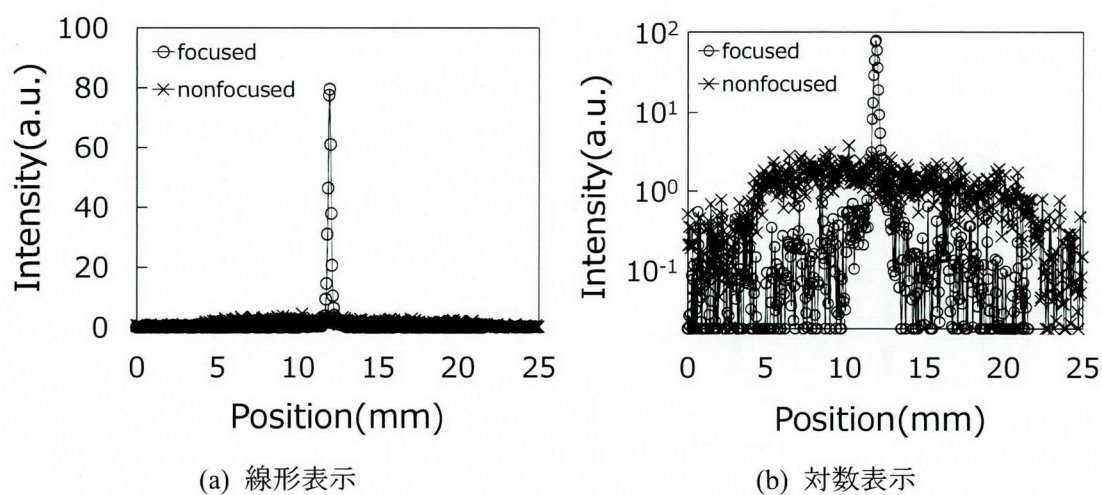 100
80
60
40
20
0
Intensity(a.u.)
focused
nonfocused
0 5 10 15 20 25
Position(mm)
(a) 線形表示
10²
10¹
10⁰
10⁻¹
Intensity(a.u.)
focused
nonfocused
0 5 10 15 20 25
Position(mm)
(b) 対数表示